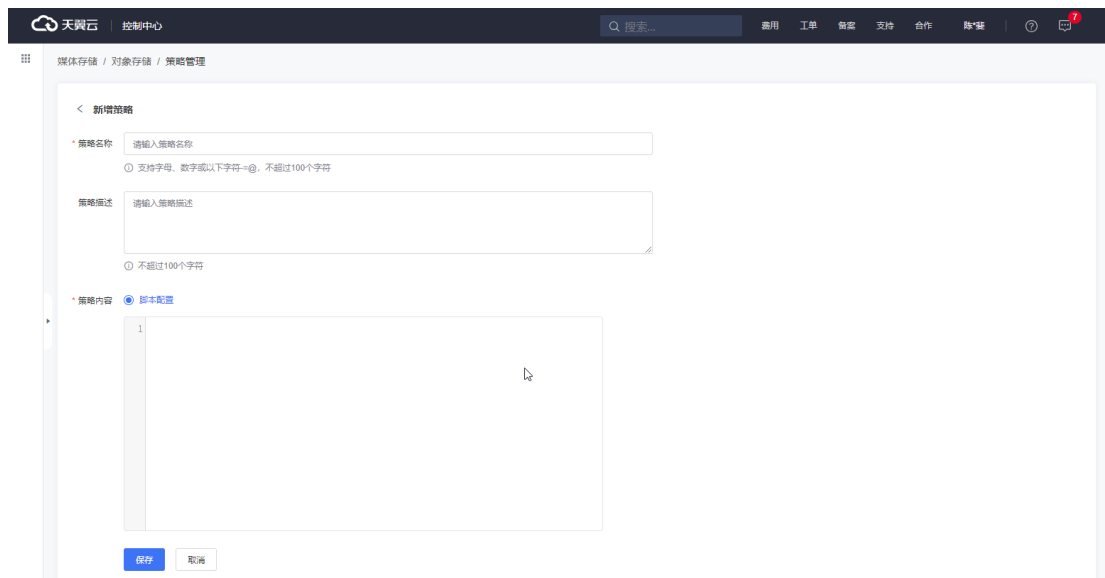 天翼云 控制中心 搜索... 费用 工单 备案 支持 合作 陈*斐 7
媒体存储 / 对象存储 / 策略管理
新增策略
* 策略名称 请输入策略名称
支持字母、数字或以下字符-=@，不超过100个字符
策略描述 请输入策略描述
不超过100个字符
* 策略内容 脚本配置
1
保存 取消